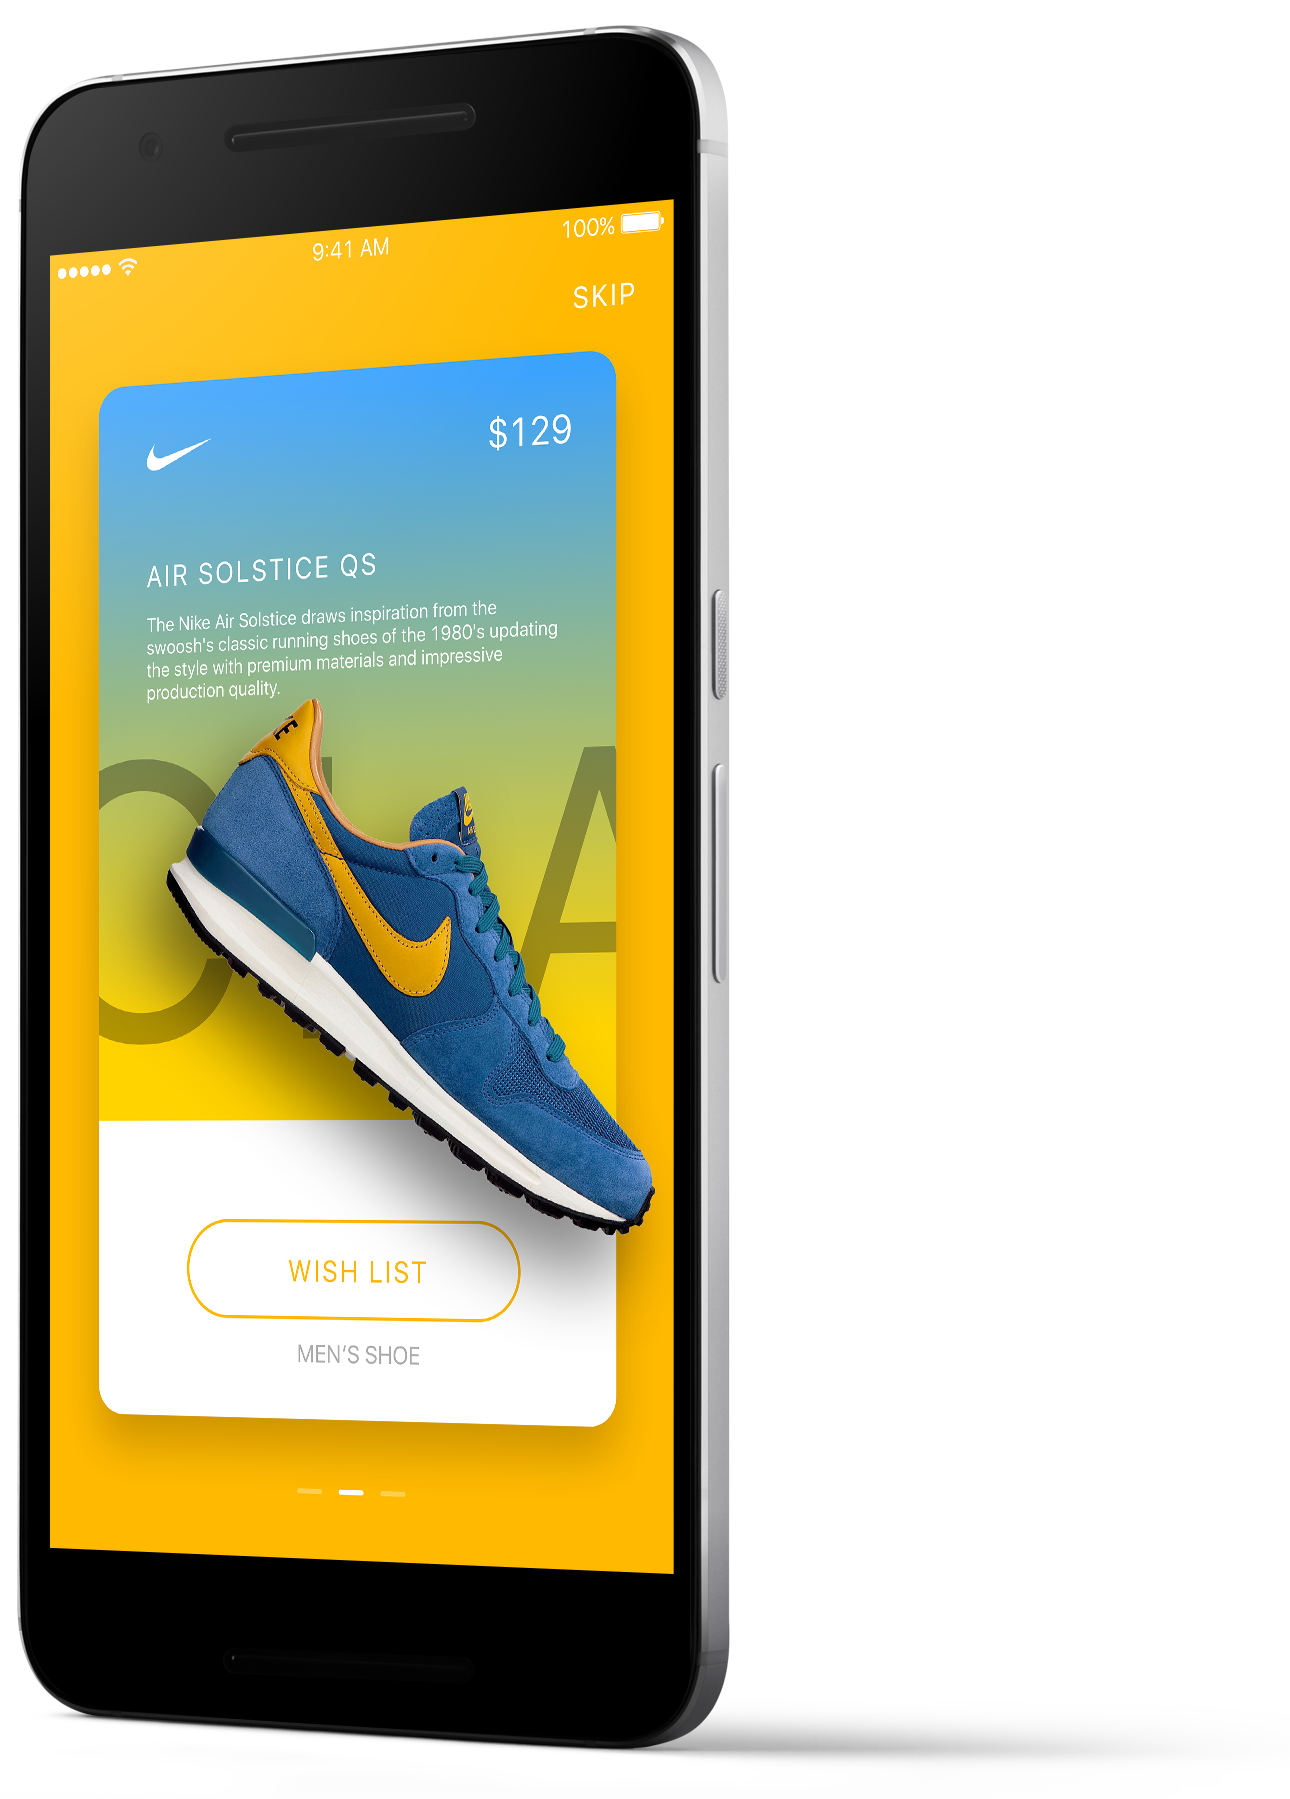 9:41 AM
100%
SKIP
$129
AIR SOLSTICE QS
The Nike Air Solstice draws inspiration from the
swoosh's classic running shoes of the 1980's updating
the style with premium materials and impressive
production quality.
WISH LIST
MEN'S SHOE